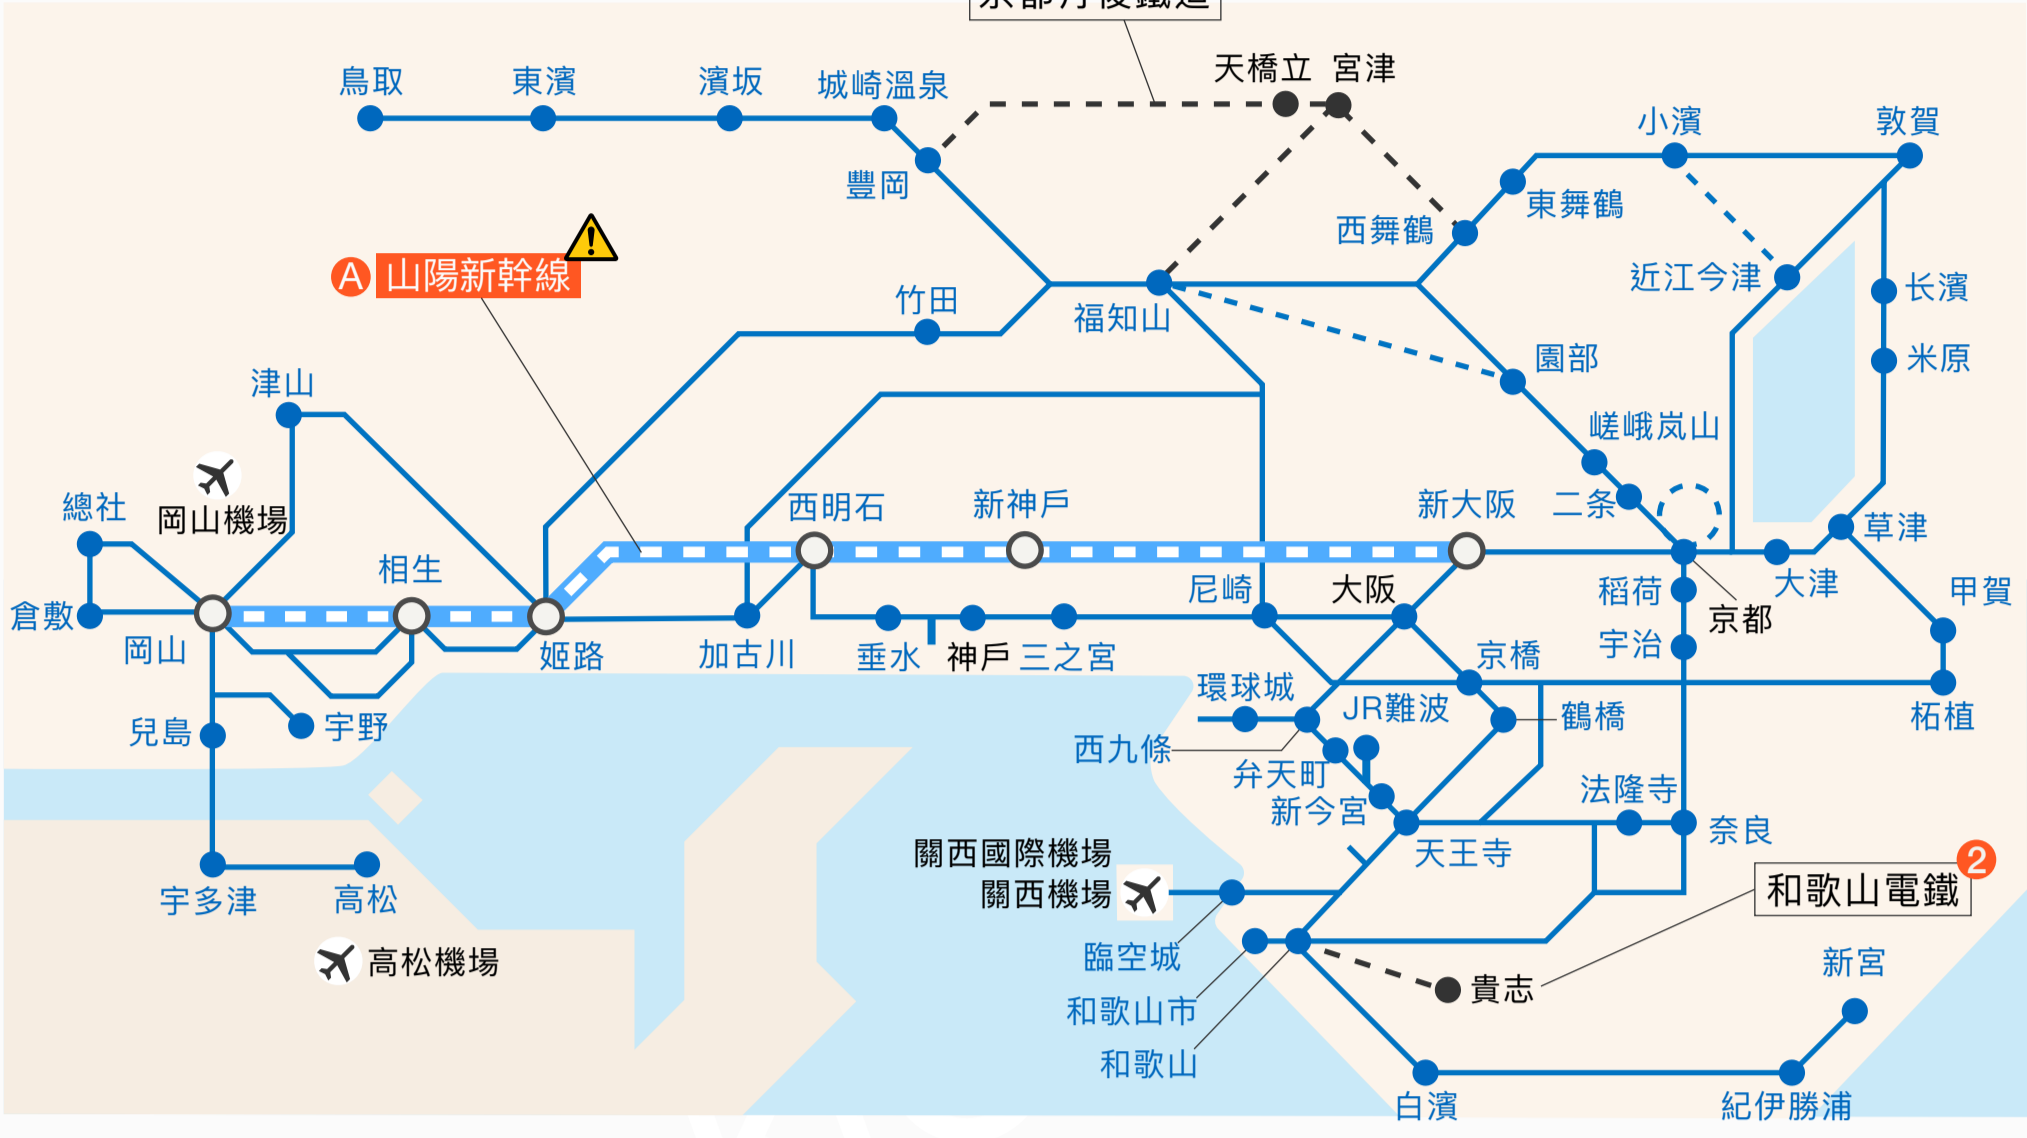 京都丹後鐵道
天橋立
宮津
鳥取
東濱
濱坂
城崎溫泉
小濱
敦賀
豐岡
東舞鶴
西舞鶴
A 山陽新幹線
近江今津
长濱
竹田
福知山
園部
米原
津山
嵯峨岚山
總社
岡山機場
西明石
新神戶
新大阪
二条
草津
相生
尼崎
大阪
稻荷
京都
大津
甲賀
倉敷
岡山
姬路
加古川
垂水
神戶
三之宮
京橋
宇治
環球城
JR難波
鶴橋
柘植
兒島
宇野
西九條
弁天町
新今宮
法隆寺
天王寺
奈良
關西國際機場
關西機場
2
和歌山電鐵
宇多津
高松
高松機場
臨空城
貴志
新宮
和歌山市
和歌山
白濱
紀伊勝浦